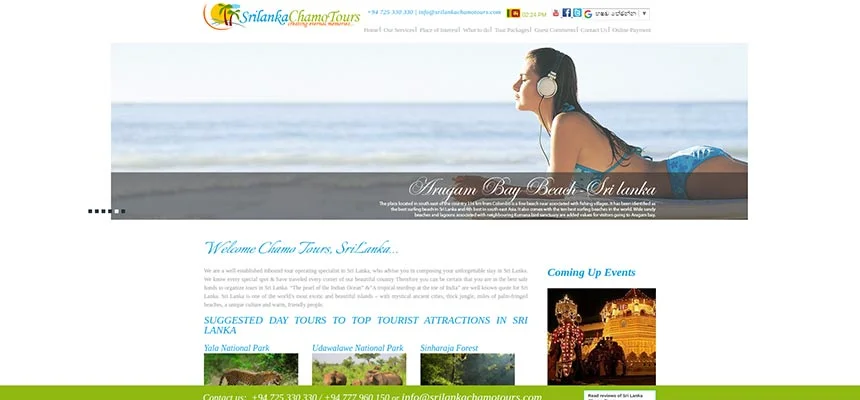 SrilankaChamoTours
creating eternal memories...
+94 725 330 330 | info@srilankachamotours.com
02:24 PM
Home| Our Services| Place of Interest| What to do| Tour Packages| Guest Comments| Contact Us| Online Payment
Arugam Bay Beach - Sri lanka
The place located in south east of the country 314 km from Colombo is a fine beach near associated with fishing villages. It has been identified as
the best surfing beach in Sri Lanka and 4th best in south east Asia. It also comes with the ten best surfing beaches in the world. Wide sandy
beaches and lagoons associated with neighbouring Kumana bird sanctuary are added values for visitors going to Arugam bay.
Welcome Chamo Tours, SriLanka...
We are a well established inbound tour operating specialist in Sri Lanka, who advise you in composing your unforgettable stay in Sri Lanka.
We know every special spot & have traveled every corner of our beautiful country. Therefore you can be certain that you are in the best safe
hands to organize tours in Sri Lanka. “The pearl of the Indian Ocean” & “A tropical teardrop at the toe of India” are well known quote for Sri
Lanka. Sri Lanka is one of the world's most exotic and beautiful islands – with mystical ancient cities, thick jungle, miles of palm-fringed
beaches, a unique culture and warm, friendly people.
Coming Up Events
SUGGESTED DAY TOURS TO TOP TOURIST ATTRACTIONS IN SRI
LANKA
Yala National Park
Udawalawe National Park
Sinharaja Forest
Contact us: +94 725 330 330 / +94 777 960 150 or info@srilankachamotours.com
Read reviews of Sri Lanka